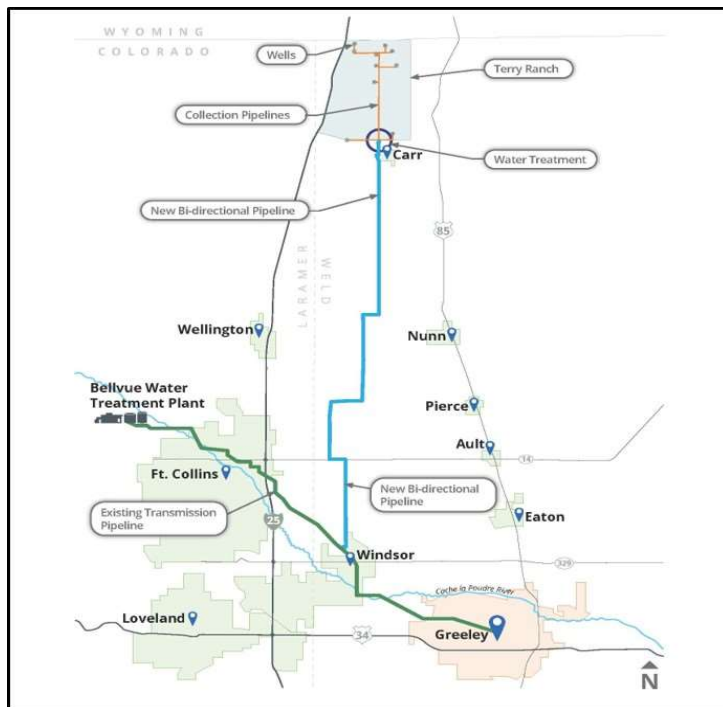 WYOMING
COLORADO
Wells
Terry Ranch
Collection Pipelines
Carr
Water Treatment
New Bi-directional Pipeline
85
LARAMER
WELD
Wellington
Nunn
Bellvue Water
Treatment Plant
Pierce
Ault
14
Ft. Collins
New Bi-directional
Pipeline
Existing Transmission
Pipeline
25
Eaton
Windsor
329
Cache la Poudre River
Loveland
34
Greeley
N